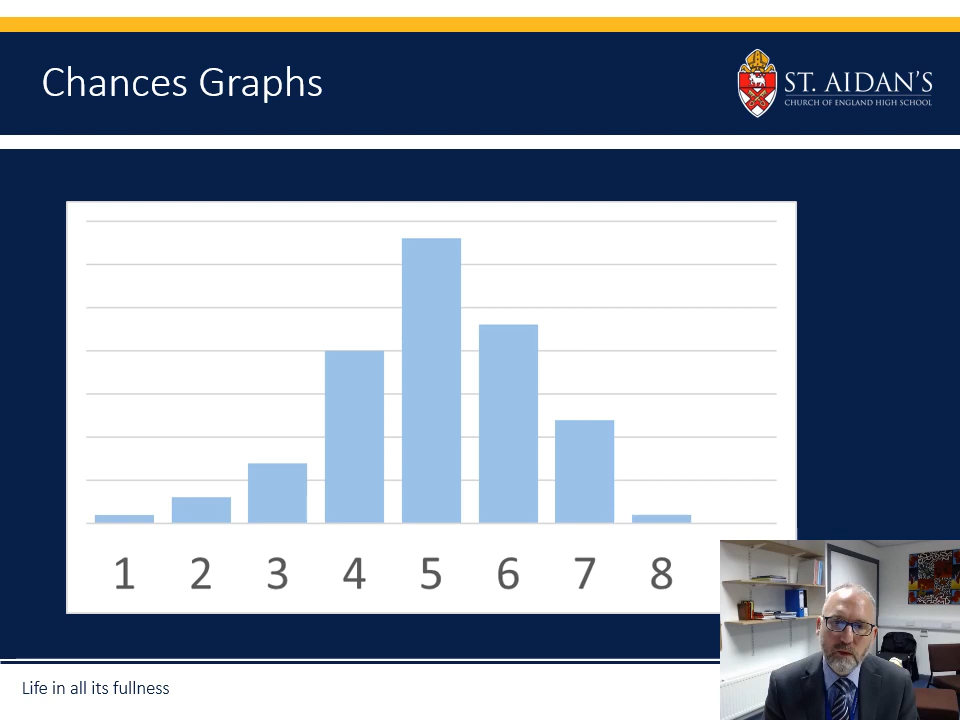 Chances Graphs
ST. AIDAN'S
CHURCH OF ENGLAND HIGH SCHOOL
1 2 3 4 5 6 7 8
Life in all its fullness